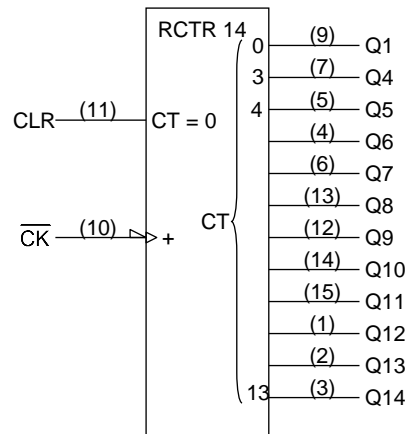 RCTR 14
0 (9) Q1
3 (7) Q4
4 (5) Q5
CLR (11) CT = 0
(4) Q6
(6) Q7
(13) Q8
CT
C̅K̅ (10) +
(12) Q9
(14) Q10
(15) Q11
(1) Q12
(2) Q13
13 (3) Q14